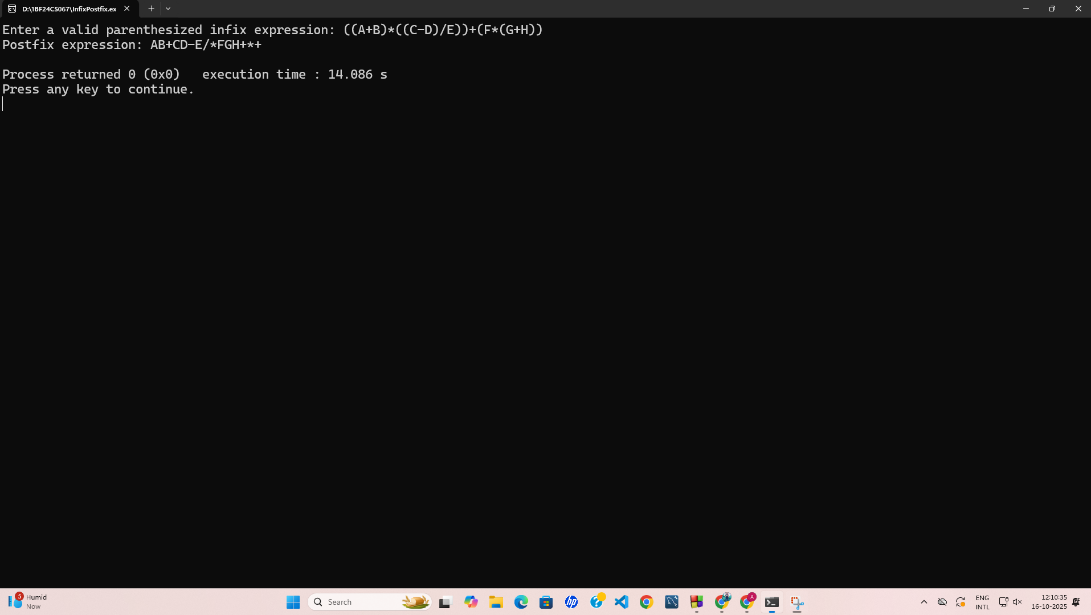 D:\1BF24CS067\InfixPostfix.ex
Enter a valid parenthesized infix expression: ((A+B)*((C-D)/E))+(F*(G+H))
Postfix expression: AB+CD-E/*FGH+*+
Process returned 0 (0x0)   execution time : 14.086 s
Press any key to continue.
5
Humid
Now
Search
ENG
INTL
12:10:35
16-10-2025